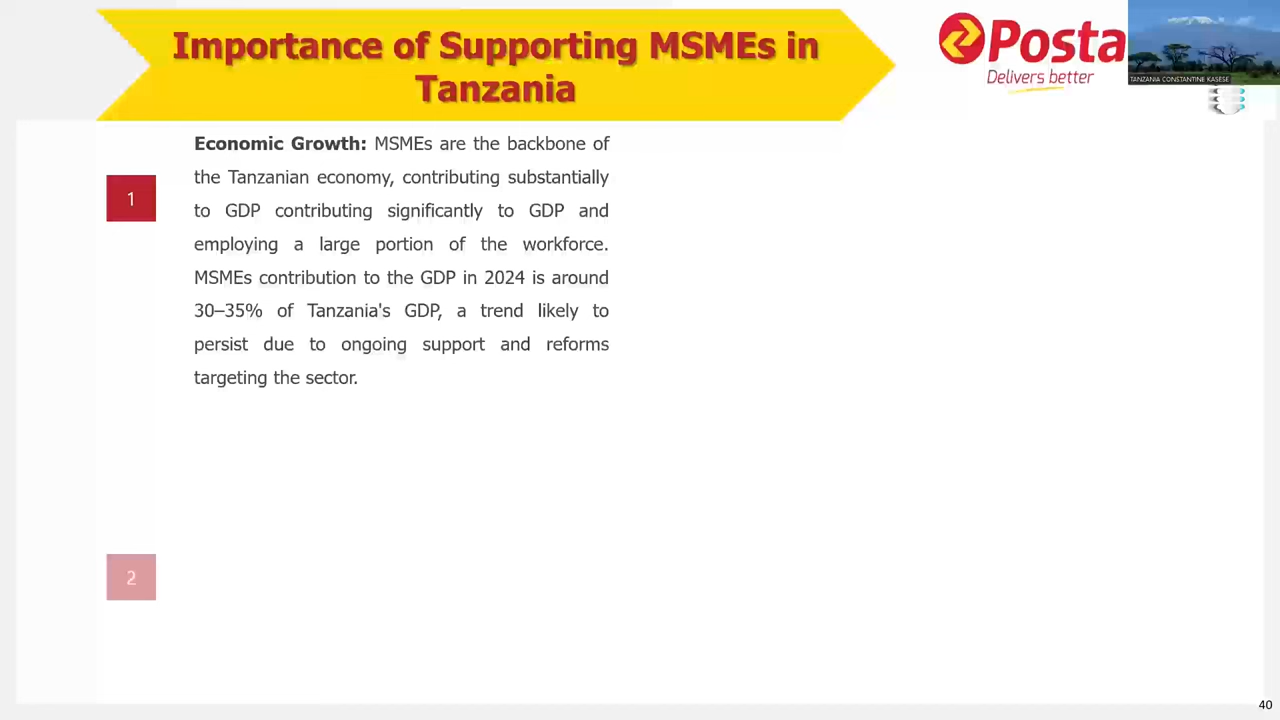 Importance of Supporting MSMEs in
Tanzania
Posta
Delivers better
TANZANIA CONSTANTINE KASESE
1
Economic Growth: MSMEs are the backbone of
the Tanzanian economy, contributing substantially
to GDP contributing significantly to GDP and
employing a large portion of the workforce.
MSMEs contribution to the GDP in 2024 is around
30–35% of Tanzania's GDP, a trend likely to
persist due to ongoing support and reforms
targeting the sector.
2
40